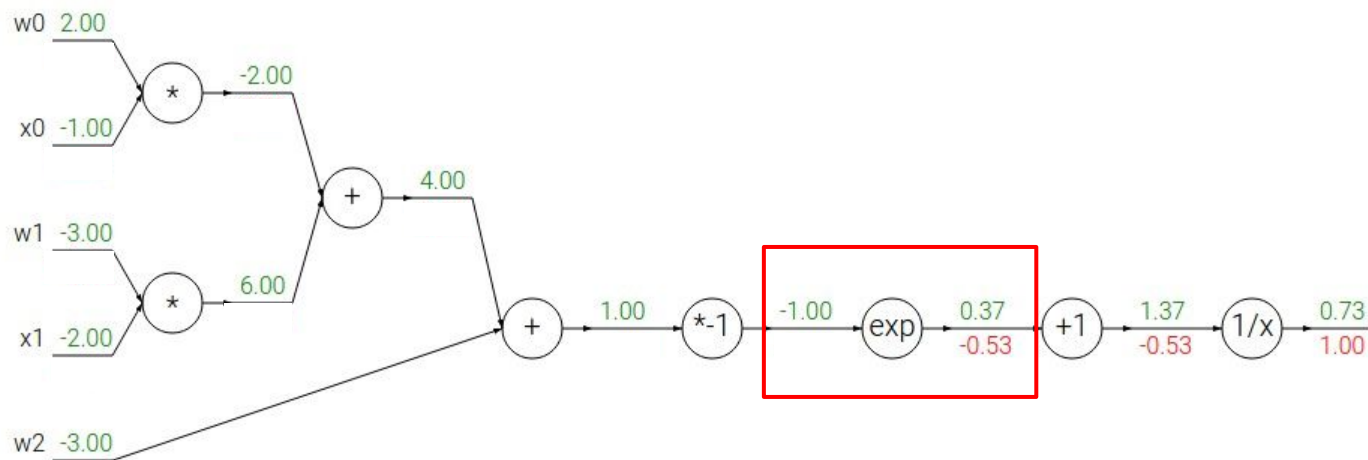 w0 2.00
* -2.00
x0 -1.00
+ 4.00
w1 -3.00
* 6.00
x1 -2.00
+ 1.00 *-1 -1.00 exp 0.37 +1 1.37 1/x 0.73
-0.53 -0.53 1.00
w2 -3.00